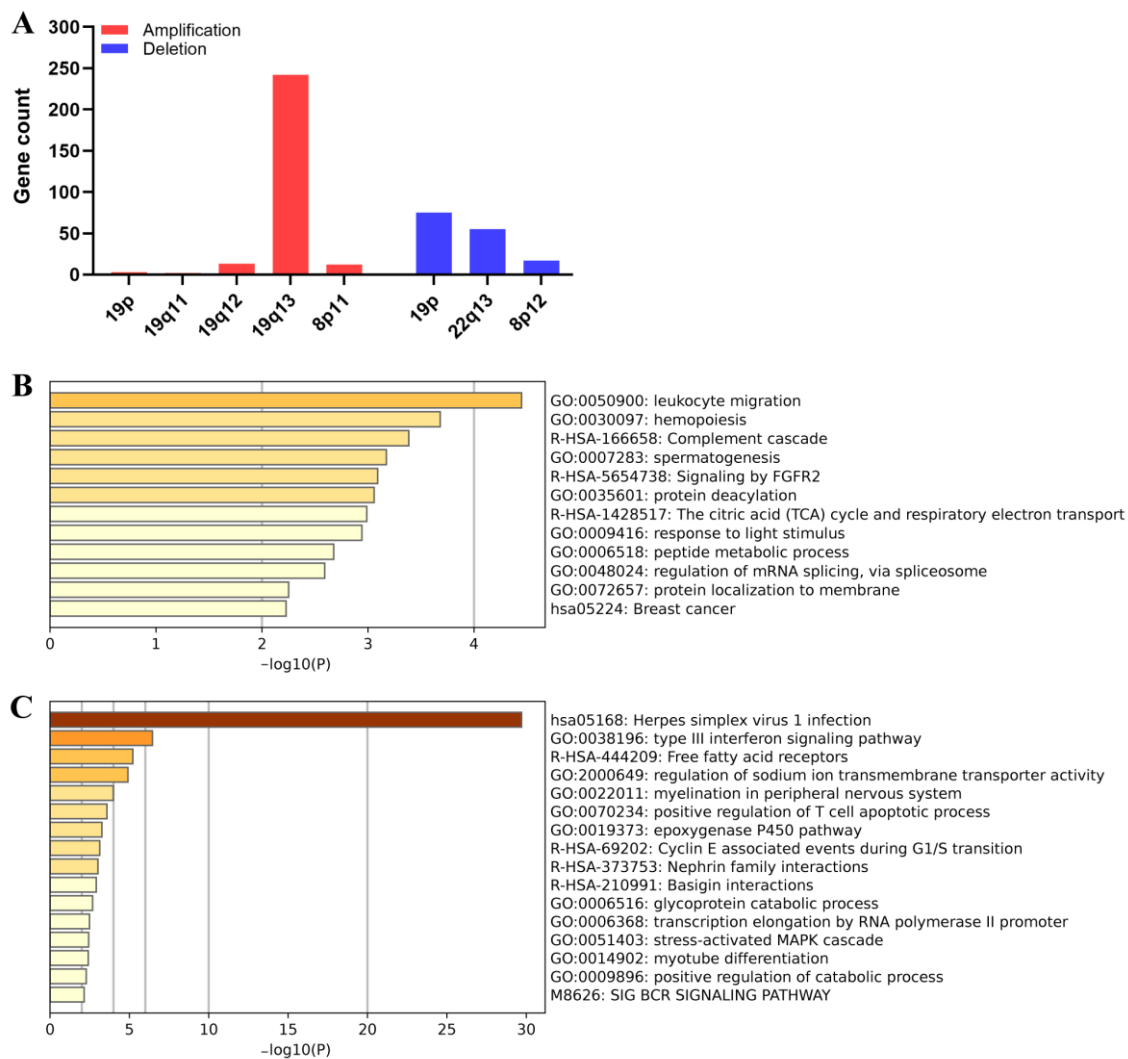 A
Amplification
Deletion
Gene count
300
250
200
150
100
50
0
19p
19q11
19q12
19q13
8p11
19p
22q13
8p12
B
GO:0050900: leukocyte migration
GO:0030097: hemopoiesis
R-HSA-166658: Complement cascade
GO:0007283: spermatogenesis
R-HSA-5654738: Signaling by FGFR2
GO:0035601: protein deacylation
R-HSA-1428517: The citric acid (TCA) cycle and respiratory electron transport
GO:0009416: response to light stimulus
GO:0006518: peptide metabolic process
GO:0048024: regulation of mRNA splicing, via spliceosome
GO:0072657: protein localization to membrane
hsa05224: Breast cancer
0 1 2 3 4
−log10(P)
C
hsa05168: Herpes simplex virus 1 infection
GO:0038196: type III interferon signaling pathway
R-HSA-444209: Free fatty acid receptors
GO:2000649: regulation of sodium ion transmembrane transporter activity
GO:0022011: myelination in peripheral nervous system
GO:0070234: positive regulation of T cell apoptotic process
GO:0019373: epoxygenase P450 pathway
R-HSA-69202: Cyclin E associated events during G1/S transition
R-HSA-373753: Nephrin family interactions
R-HSA-210991: Basigin interactions
GO:0006516: glycoprotein catabolic process
GO:0006368: transcription elongation by RNA polymerase II promoter
GO:0051403: stress-activated MAPK cascade
GO:0014902: myotube differentiation
GO:0009896: positive regulation of catabolic process
M8626: SIG BCR SIGNALING PATHWAY
0 5 10 15 20 25 30
−log10(P)